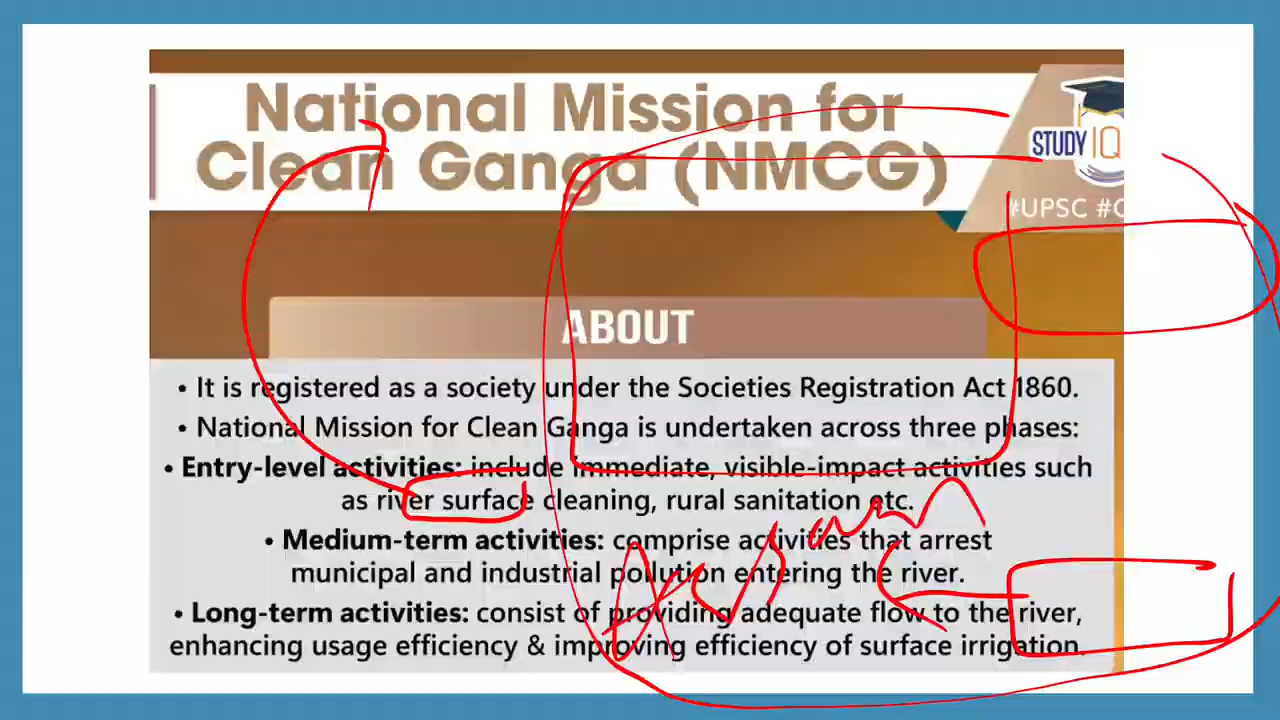 National Mission for
Clean Ganga (NMCG)
STUDY IQ
#UPSC #C
ABOUT
• It is registered as a society under the Societies Registration Act 1860.
• National Mission for Clean Ganga is undertaken across three phases:
• Entry-level activities: include immediate, visible-impact activities such
as river surface cleaning, rural sanitation etc.
• Medium-term activities: comprise activities that arrest
municipal and industrial pollution entering the river.
• Long-term activities: consist of providing adequate flow to the river,
enhancing usage efficiency & improving efficiency of surface irrigation.